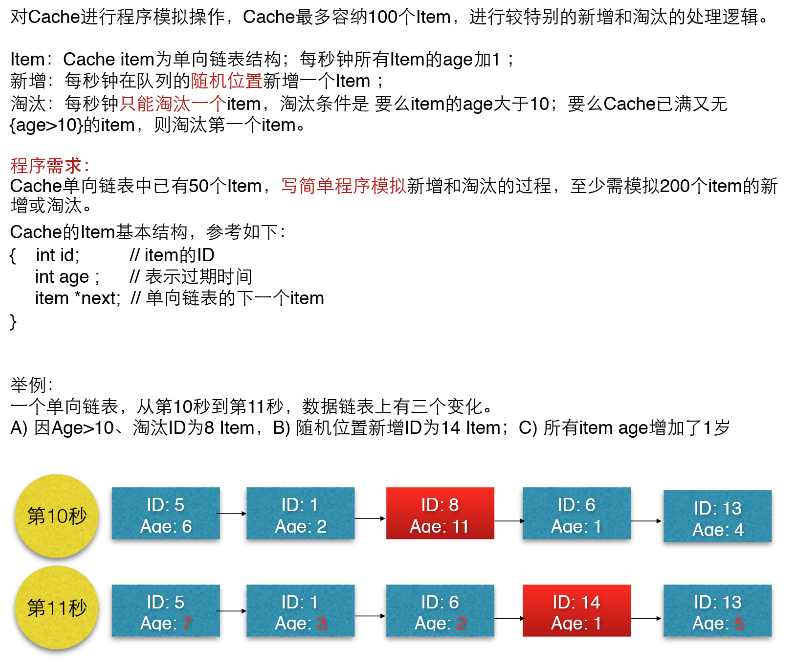 对Cache进行程序模拟操作，Cache最多容纳100个Item，进行较特别的新增和淘汰的处理逻辑。
Item：Cache item为单向链表结构；每秒钟所有Item的age加1；
新增：每秒钟在队列的随机位置新增一个Item；
淘汰：每秒钟只能淘汰一个item，淘汰条件是 要么item的age大于10；要么Cache已满又无
{age>10}的item，则淘汰第一个item。
程序需求：
Cache单向链表中已有50个Item，写简单程序模拟新增和淘汰的过程，至少需模拟200个item的新
增或淘汰。
Cache的Item基本结构，参考如下：
{ int id; // item的ID
int age ; // 表示过期时间
item *next; // 单向链表的下一个item
}
举例：
一个单向链表，从第10秒到第11秒，数据链表上有三个变化。
A) 因Age>10、淘汰ID为8 Item，B) 随机位置新增ID为14 Item；C) 所有item age增加了1岁
第10秒
ID: 5
Age: 6
ID: 1
Age: 2
ID: 8
Age: 11
ID: 6
Age: 1
ID: 13
Age: 4
第11秒
ID: 5
Age: 7
ID: 1
Age: 3
ID: 6
Age: 2
ID: 14
Age: 1
ID: 13
Age: 5